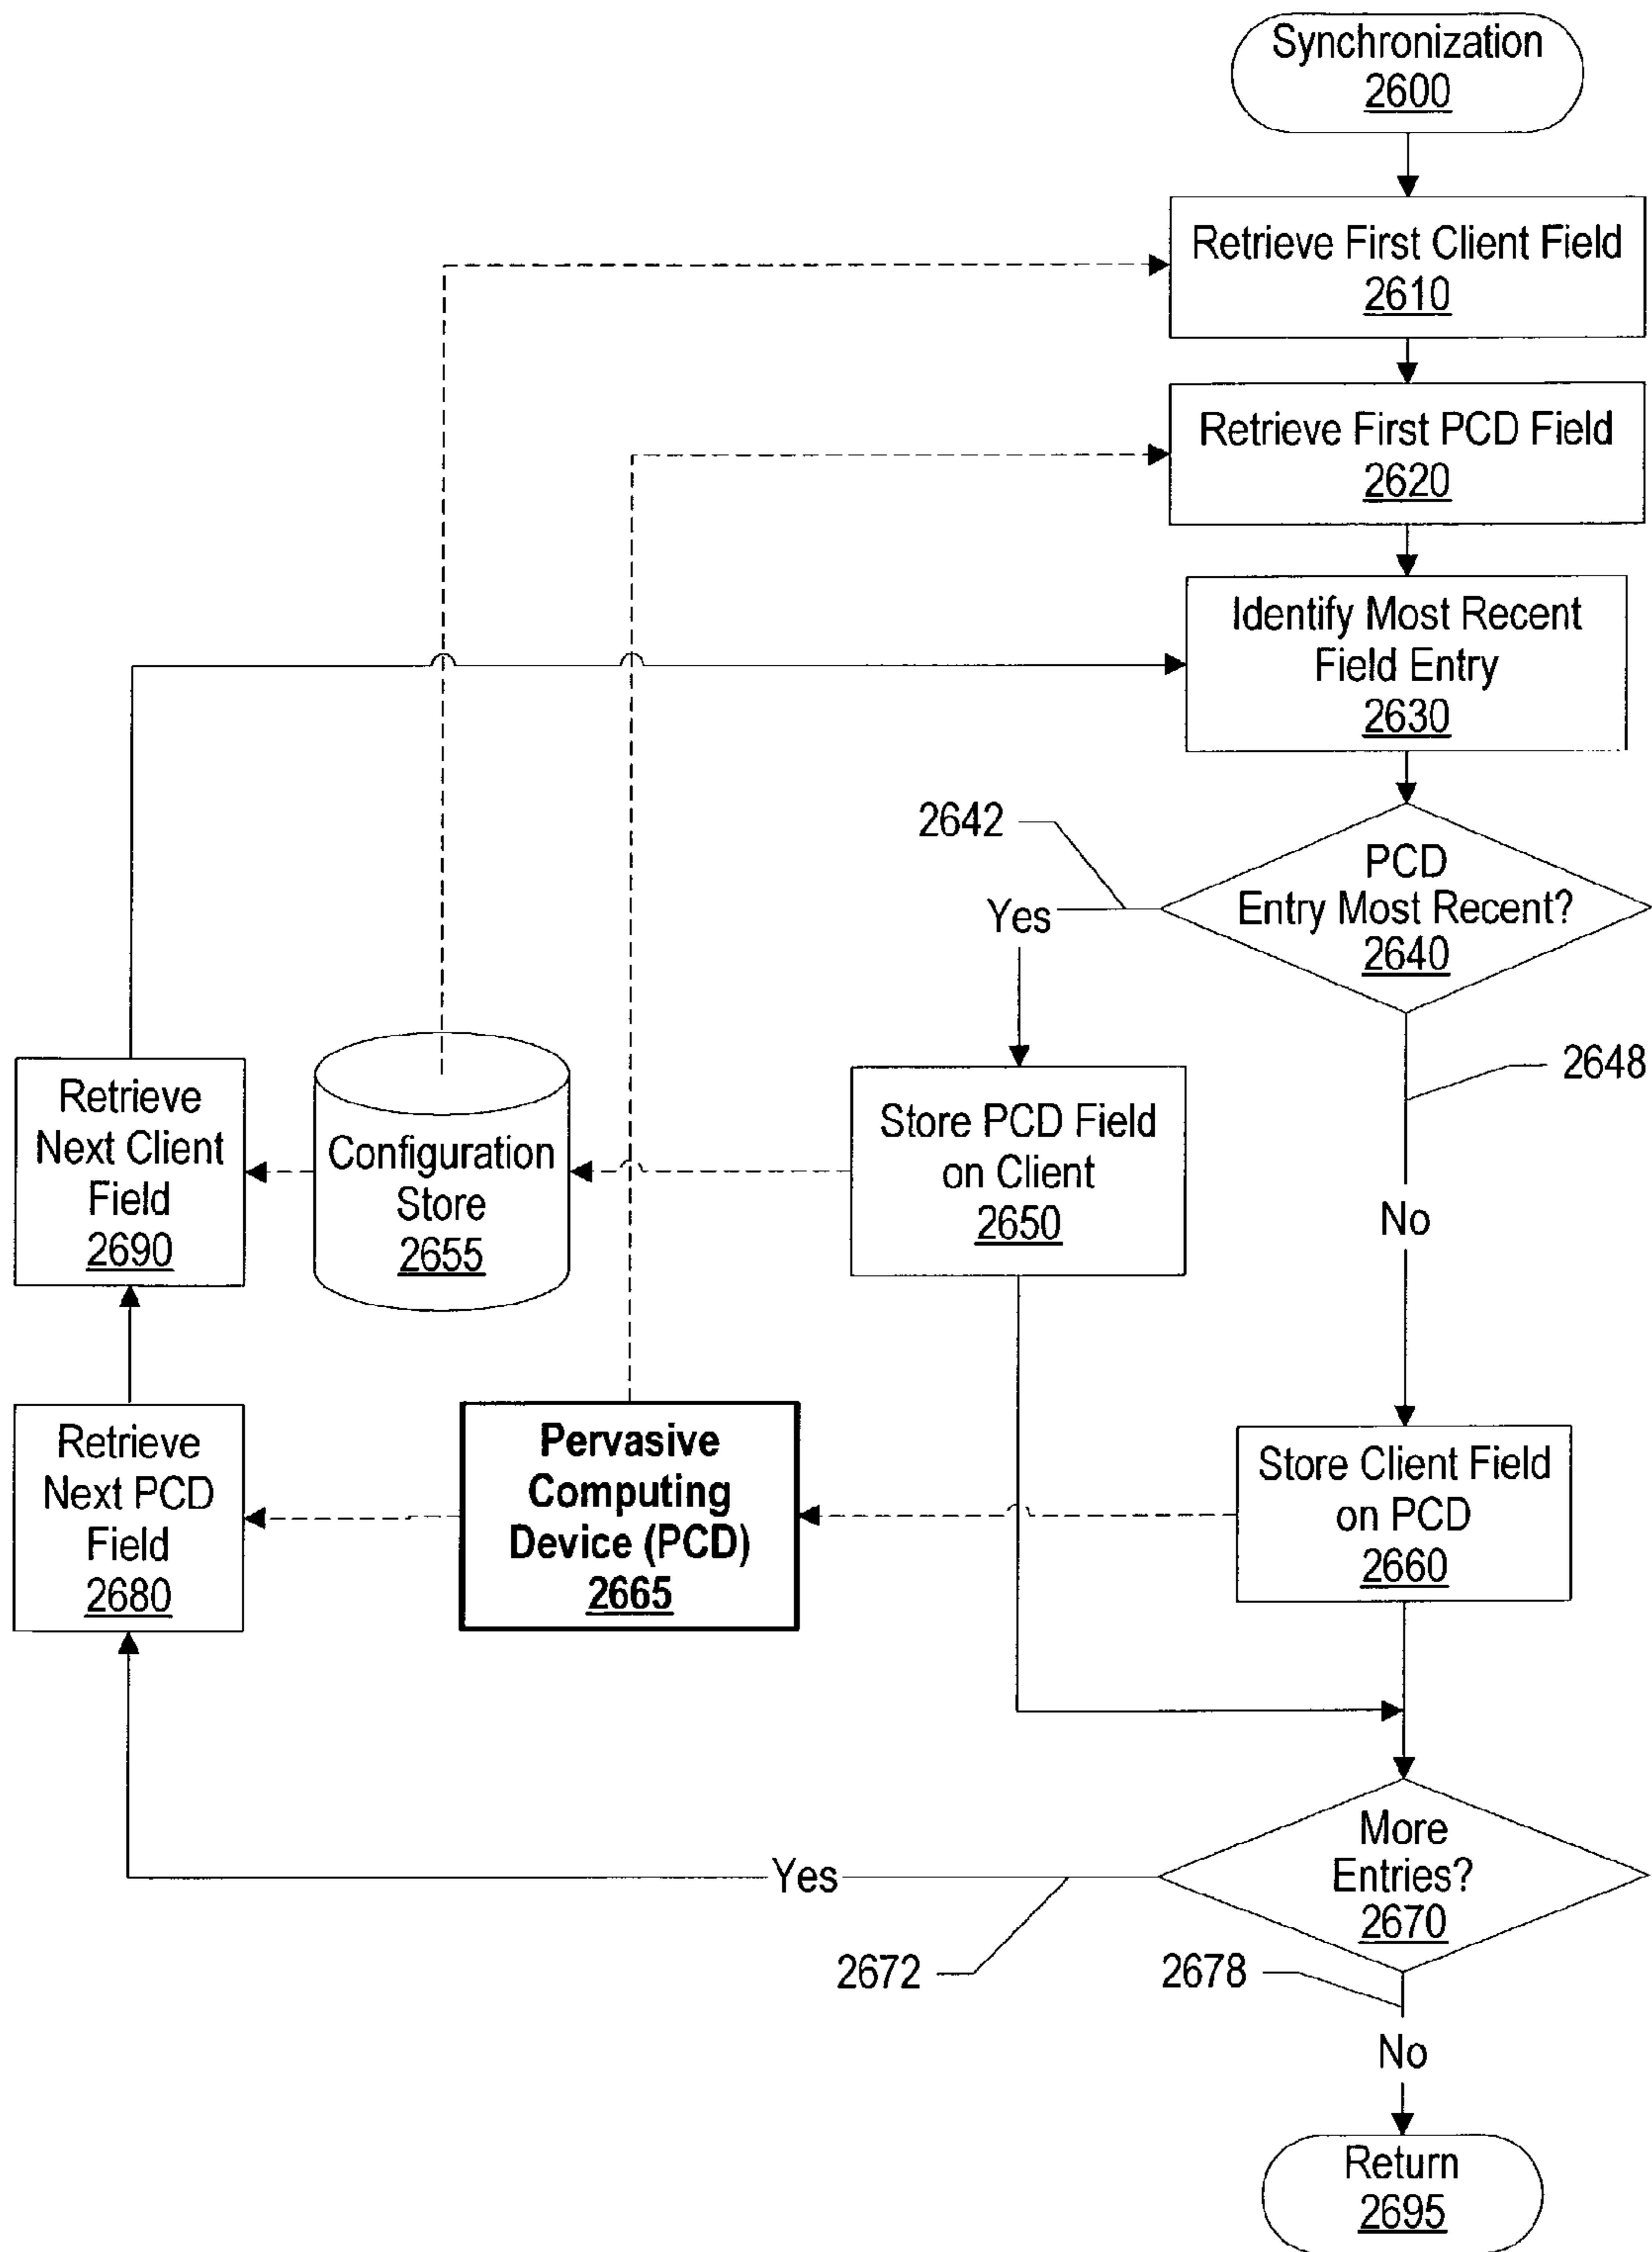 Synchronization
2600
Retrieve First Client Field
2610
Retrieve First PCD Field
2620
Identify Most Recent
Field Entry
2630
2642
PCD
Entry Most Recent?
2640
Yes
2648
Retrieve
Next Client
Field
2690
Configuration
Store
2655
Store PCD Field
on Client
2650
No
Retrieve
Next PCD
Field
2680
Pervasive
Computing
Device (PCD)
2665
Store Client Field
on PCD
2660
More
Entries?
2670
Yes
2672
2678
No
Return
2695